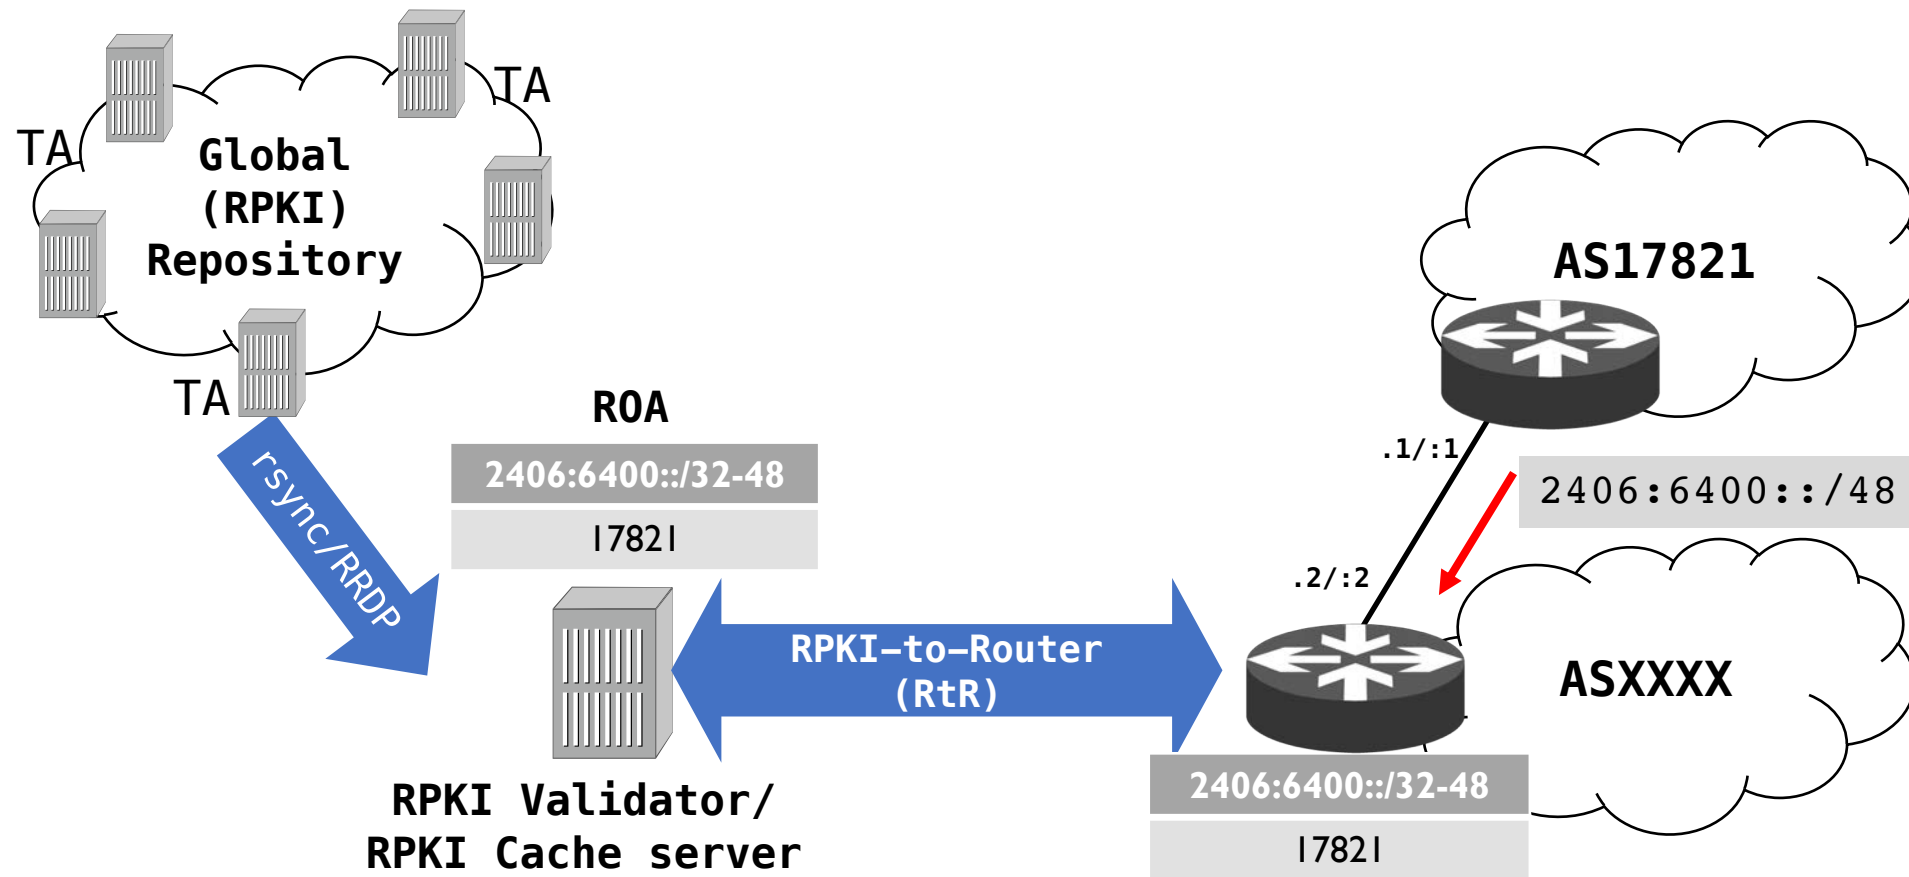 TA
TA
Global
(RPKI)
Repository
TA
rsync/RRDP
ROA
2406:6400::/32-48
17821
RPKI Validator/
RPKI Cache server
RPKI-to-Router
(RtR)
AS17821
.1/:1
2406:6400::/48
.2/:2
ASXXXX
2406:6400::/32-48
17821